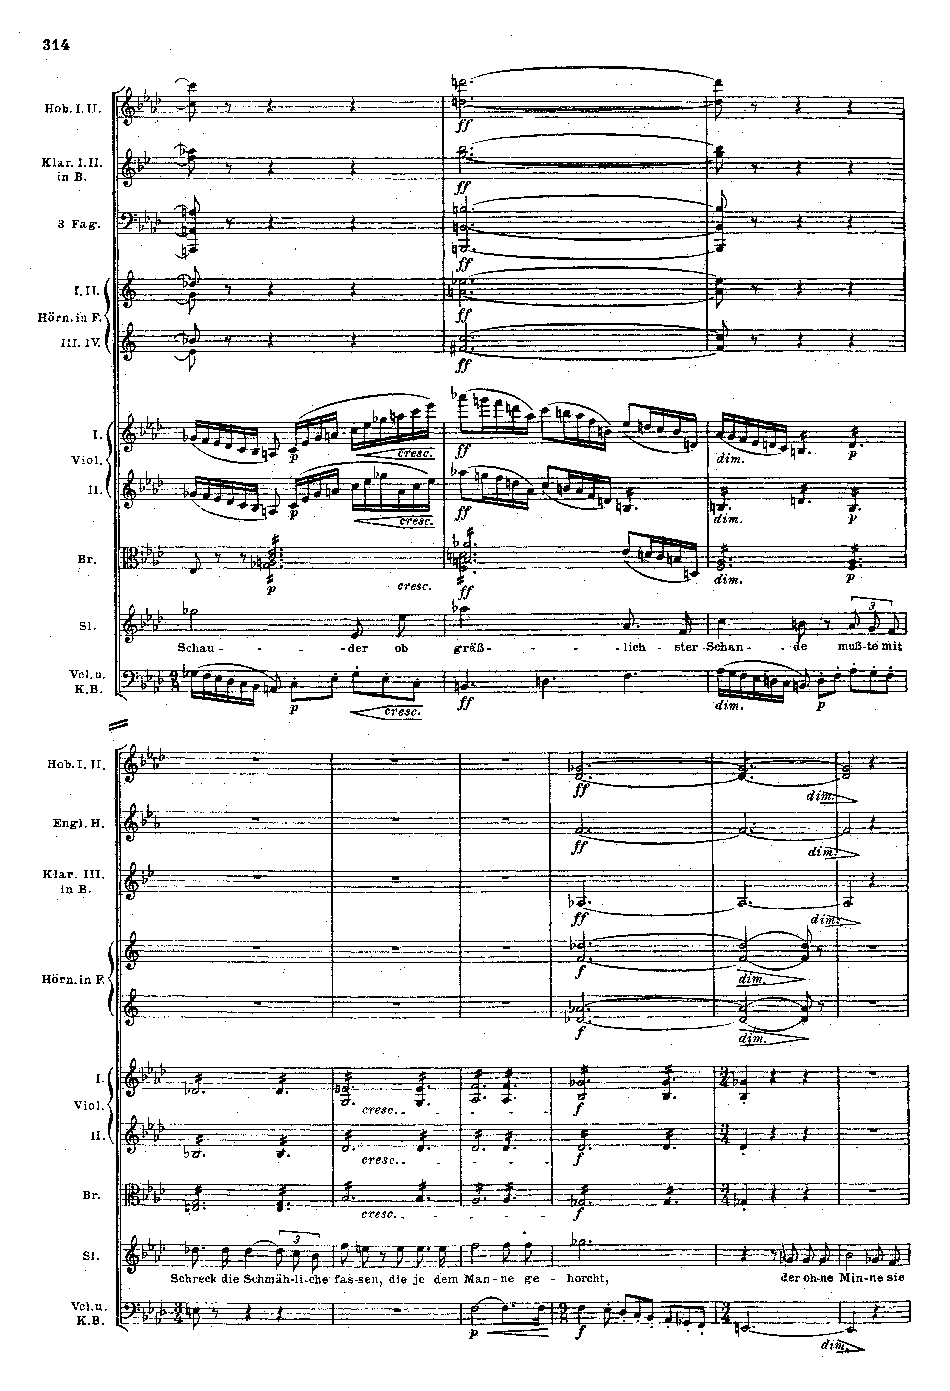 314
Hob. I. II.
ff
Klar. I. II.
in B.
ff
3 Fag.
ff
I. II.
ff
Hörn. in F.
III. IV.
ff
I.
p cresc. ff dim. p
Viol.
II.
p cresc. ff dim. p
Br.
p cresc. ff dim. p
Sl.
3
Schau - - - - der ob gräß - - - - lich - ster Schan - - de muß-te mit
Vcl. u.
K.B.
9
8
p cresc. ff dim. p
Hob. I. II.
ff dim.
Engl. H.
ff dim.
Klar. III
in B.
ff dim.
Hörn. in F.
f dim.
f dim.
I.
cresc. - - - - f
Viol.
II.
cresc. - - - - f
Br.
cresc. - - - - f
Sl.
3
Schreck die Schmäh-li-che fas-sen, die je dem Man-ne ge - horcht, der oh-ne Min-ne sie
Vcl. u.
K.B.
p f dim.